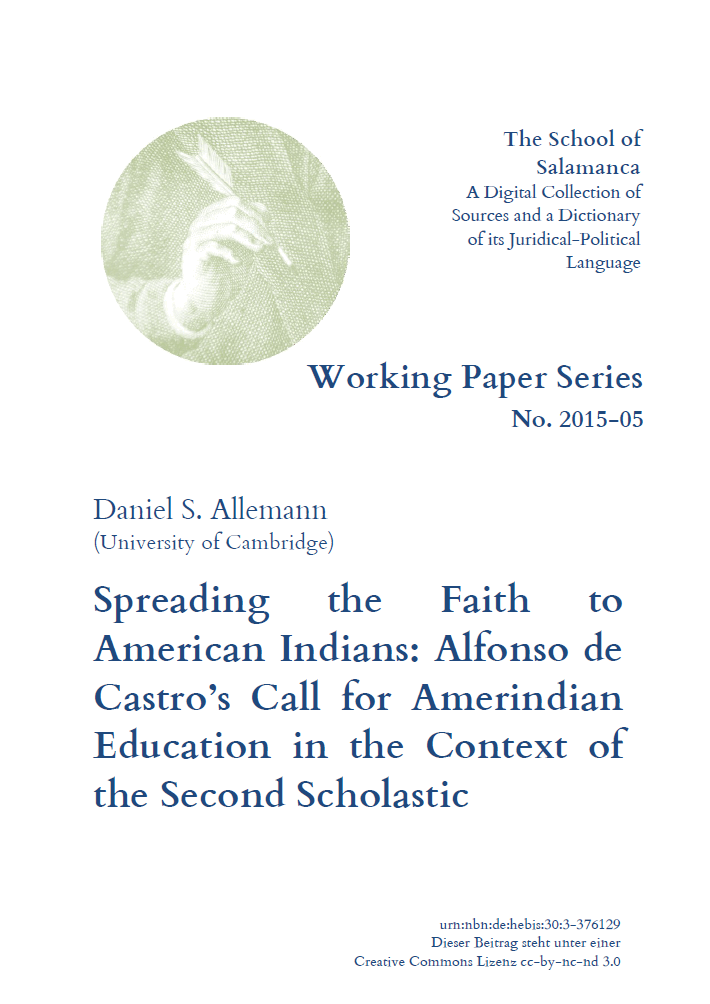 The School of
Salamanca
A Digital Collection of
Sources and a Dictionary
of its Juridical-Political
Language
Working Paper Series
No. 2015-05
Daniel S. Allemann
(University of Cambridge)
Spreading the Faith to
American Indians: Alfonso de
Castro’s Call for Amerindian
Education in the Context of
the Second Scholastic
urn:nbn:de:hebis:30:3-376129
Dieser Beitrag steht unter einer
Creative Commons Lizenz cc-by-nc-nd 3.0